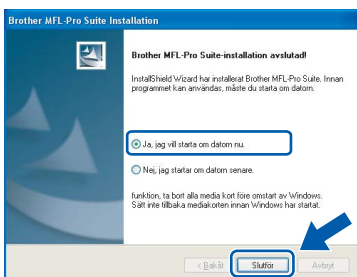 Brother MFL-Pro Suite Installation
Brother MFL-Pro Suite-installation avslutad!
InstallShield Wizard har installerat Brother MFL-Pro Suite. Innan
programmet kan användas, måste du starta om datorn.
Ja, jag vill starta om datorn nu.
Nej, jag startar om datorn senare.
funktion, ta bort alla media kort före omstart av Windows.
Sätt inte tillbaka mediakorten innan Windows har startat.
< Bakåt
Slutför
Avbryt